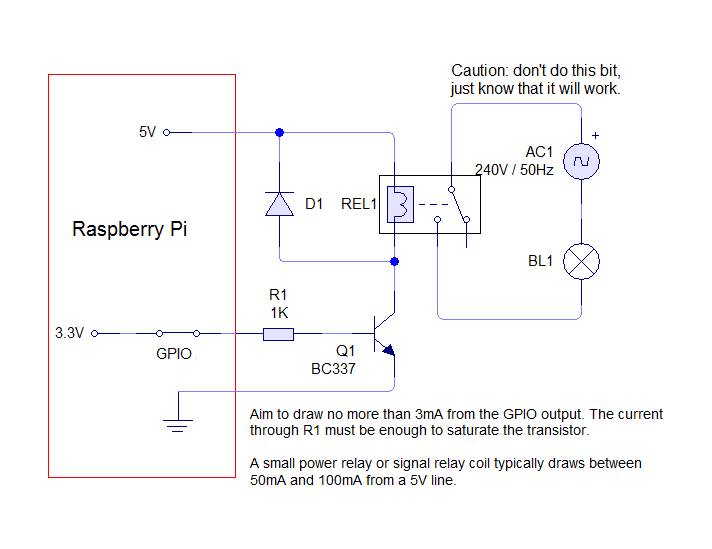 Caution: don't do this bit,
just know that it will work.
5V
AC1
240V / 50Hz
+
D1
REL1
Raspberry Pi
BL1
R1
1K
3.3V
GPIO
Q1
BC337
Aim to draw no more than 3mA from the GPIO output. The current
through R1 must be enough to saturate the transistor.
A small power relay or signal relay coil typically draws between
50mA and 100mA from a 5V line.